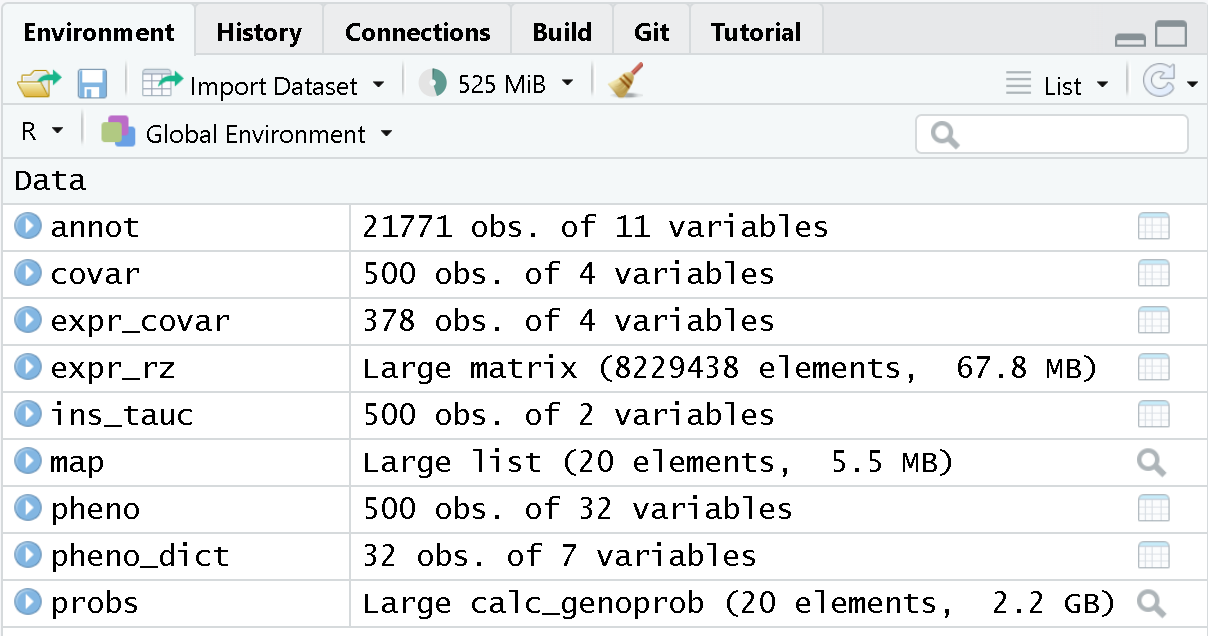 Environment History Connections Build Git Tutorial
Import Dataset 525 MiB List
R Global Environment
Data
annot 21771 obs. of 11 variables
covar 500 obs. of 4 variables
expr_covar 378 obs. of 4 variables
expr_rz Large matrix (8229438 elements,  67.8 MB)
ins_tauc 500 obs. of 2 variables
map Large list (20 elements,  5.5 MB)
pheno 500 obs. of 32 variables
pheno_dict 32 obs. of 7 variables
probs Large calc_genoprob (20 elements,  2.2 GB)